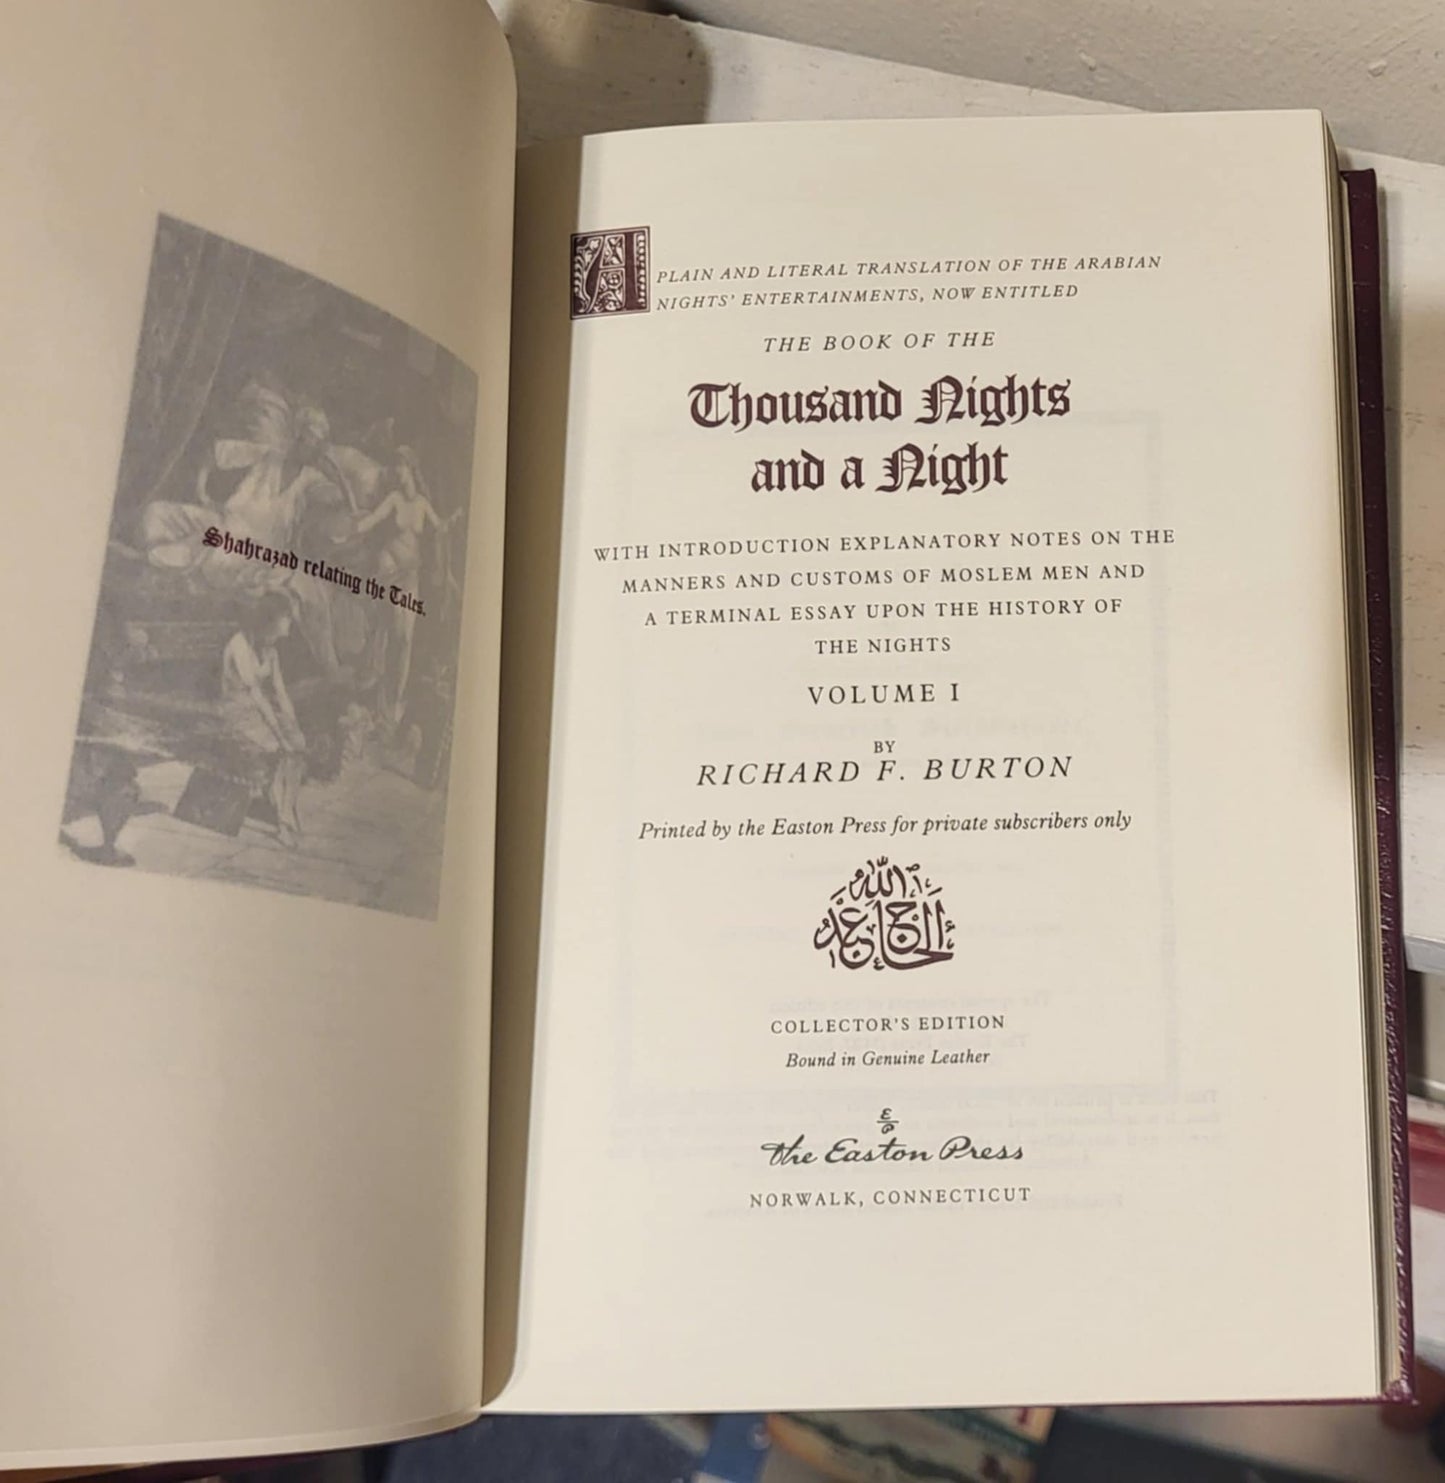 Shahrazad relating the Tales.
A PLAIN AND LITERAL TRANSLATION OF THE ARABIAN
NIGHTS' ENTERTAINMENTS, NOW ENTITLED
THE BOOK OF THE
Thousand Nights
and a Night
WITH INTRODUCTION EXPLANATORY NOTES ON THE
MANNERS AND CUSTOMS OF MOSLEM MEN AND
A TERMINAL ESSAY UPON THE HISTORY OF
THE NIGHTS
VOLUME I
BY
RICHARD F. BURTON
Printed by the Easton Press for private subscribers only
الله
COLLECTOR'S EDITION
Bound in Genuine Leather
E
P
The Easton Press
NORWALK, CONNECTICUT